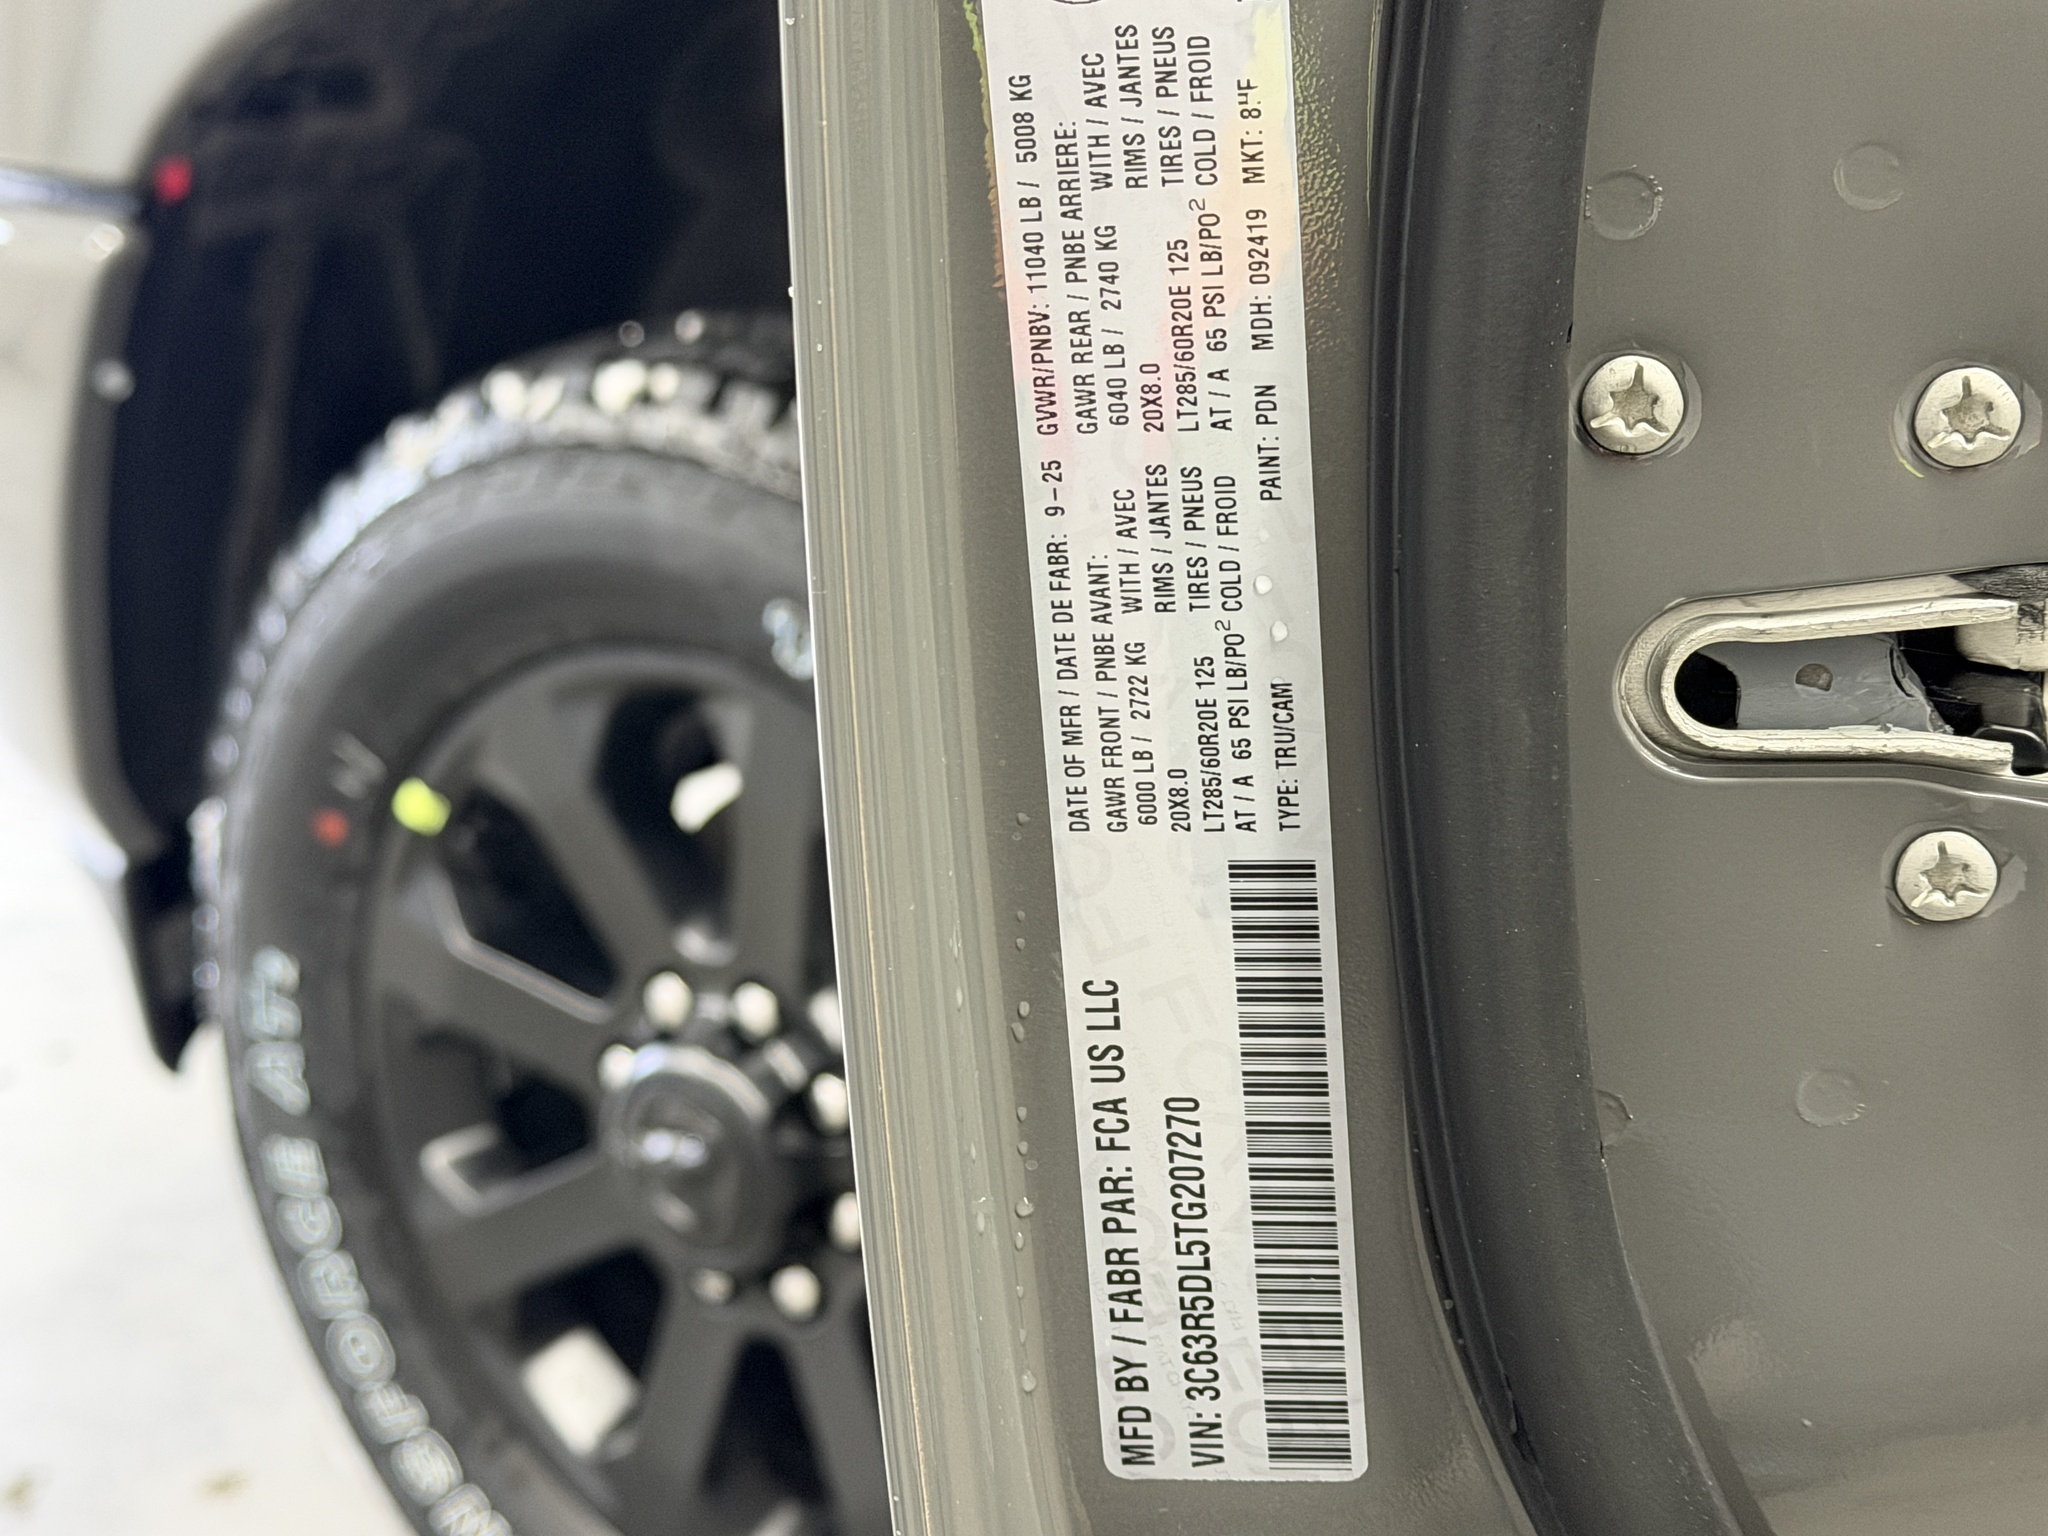 MFD BY / FABR PAR: FCA US LLC
VIN: 3C63R5DL5TG207270
DATE OF MFR / DATE DE FABR: 9-25 GVWR/PNBV: 11040 LB / 5008 KG
GAWR FRONT / PNBE AVANT: GAWR REAR / PNBE ARRIERE:
6000 LB / 2722 KG WITH / AVEC 6040 LB / 2740 KG WITH / AVEC
20X8.0 RIMS / JANTES 20X8.0 RIMS / JANTES
LT285/60R20E 125 TIRES / PNEUS LT285/60R20E 125 TIRES / PNEUS
AT / A 65 PSI LB/PO² COLD / FROID AT / A 65 PSI LB/PO² COLD / FROID
TYPE: TRU/CAM PAINT: PDN MDH: 092419 MKT:
FORGE AT